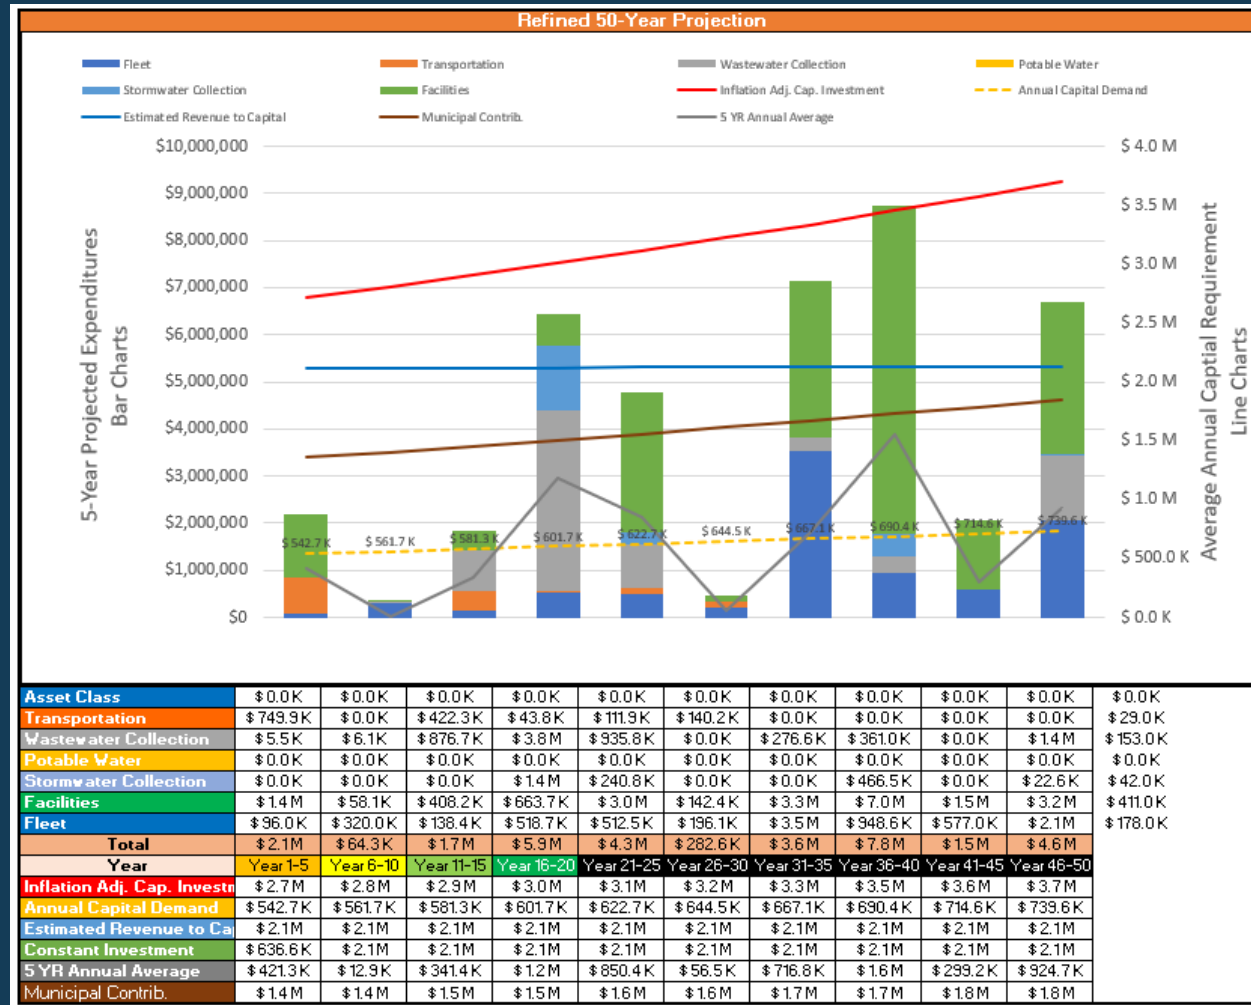 Refined 50-Year Projection
Fleet Transportation Wastewater Collection Potable Water
Stormwater Collection Facilities Inflation Adj. Cap. Investment Annual Capital Demand
Estimated Revenue to Capital Municipal Contrib. 5 YR Annual Average
5-Year Projected Expenditures
Bar Charts
$10,000,000
$9,000,000
$8,000,000
$7,000,000
$6,000,000
$5,000,000
$4,000,000
$3,000,000
$2,000,000
$1,000,000
$0
$ 542.7 K $ 561.7 K $ 581.3 K $ 601.7 K $ 622.7 K $ 644.5 K $ 667.1 K $ 690.4 K $ 714.6 K $ 739.6 K
$ 4.0 M
$ 3.5 M
$ 3.0 M
$ 2.5 M
$ 2.0 M
$ 1.5 M
$ 1.0 M
$ 500.0 K
$ 0.0 K
Average Annual Captial Requirement
Line Charts
Asset Class $ 0.0 K $ 0.0 K $ 0.0 K $ 0.0 K $ 0.0 K $ 0.0 K $ 0.0 K $ 0.0 K $ 0.0 K $ 0.0 K $ 0.0 K
Transportation $ 749.9 K $ 0.0 K $ 422.3 K $ 43.8 K $ 111.9 K $ 140.2 K $ 0.0 K $ 0.0 K $ 0.0 K $ 0.0 K $ 29.0 K
Wastewater Collection $ 5.5 K $ 6.1 K $ 876.7 K $ 3.8 M $ 935.8 K $ 0.0 K $ 276.6 K $ 361.0 K $ 0.0 K $ 1.4 M $ 153.0 K
Potable Water $ 0.0 K $ 0.0 K $ 0.0 K $ 0.0 K $ 0.0 K $ 0.0 K $ 0.0 K $ 0.0 K $ 0.0 K $ 0.0 K $ 0.0 K
Stormwater Collection $ 0.0 K $ 0.0 K $ 0.0 K $ 1.4 M $ 240.8 K $ 0.0 K $ 0.0 K $ 466.5 K $ 0.0 K $ 22.6 K $ 42.0 K
Facilities $ 1.4 M $ 58.1 K $ 408.2 K $ 663.7 K $ 3.0 M $ 142.4 K $ 3.3 M $ 7.0 M $ 1.5 M $ 3.2 M $ 411.0 K
Fleet $ 96.0 K $ 320.0 K $ 138.4 K $ 518.7 K $ 512.5 K $ 196.1 K $ 3.5 M $ 948.6 K $ 577.0 K $ 2.1 M $ 178.0 K
Total $ 2.1 M $ 64.3 K $ 1.7 M $ 5.9 M $ 4.3 M $ 282.6 K $ 3.6 M $ 7.8 M $ 1.5 M $ 4.6 M
Year Year 1-5 Year 6-10 Year 11-15 Year 16-20 Year 21-25 Year 26-30 Year 31-35 Year 36-40 Year 41-45 Year 46-50
Inflation Adj. Cap. Investn $ 2.7 M $ 2.8 M $ 2.9 M $ 3.0 M $ 3.1 M $ 3.2 M $ 3.3 M $ 3.5 M $ 3.6 M $ 3.7 M
Annual Capital Demand $ 542.7 K $ 561.7 K $ 581.3 K $ 601.7 K $ 622.7 K $ 644.5 K $ 667.1 K $ 690.4 K $ 714.6 K $ 739.6 K
Estimated Revenue to Ca $ 2.1 M $ 2.1 M $ 2.1 M $ 2.1 M $ 2.1 M $ 2.1 M $ 2.1 M $ 2.1 M $ 2.1 M $ 2.1 M
Constant Investment $ 636.6 K $ 2.1 M $ 2.1 M $ 2.1 M $ 2.1 M $ 2.1 M $ 2.1 M $ 2.1 M $ 2.1 M $ 2.1 M
5 YR Annual Average $ 421.3 K $ 12.9 K $ 341.4 K $ 1.2 M $ 850.4 K $ 56.5 K $ 716.8 K $ 1.6 M $ 299.2 K $ 924.7 K
Municipal Contrib. $ 1.4 M $ 1.4 M $ 1.5 M $ 1.5 M $ 1.6 M $ 1.6 M $ 1.7 M $ 1.7 M $ 1.8 M $ 1.8 M